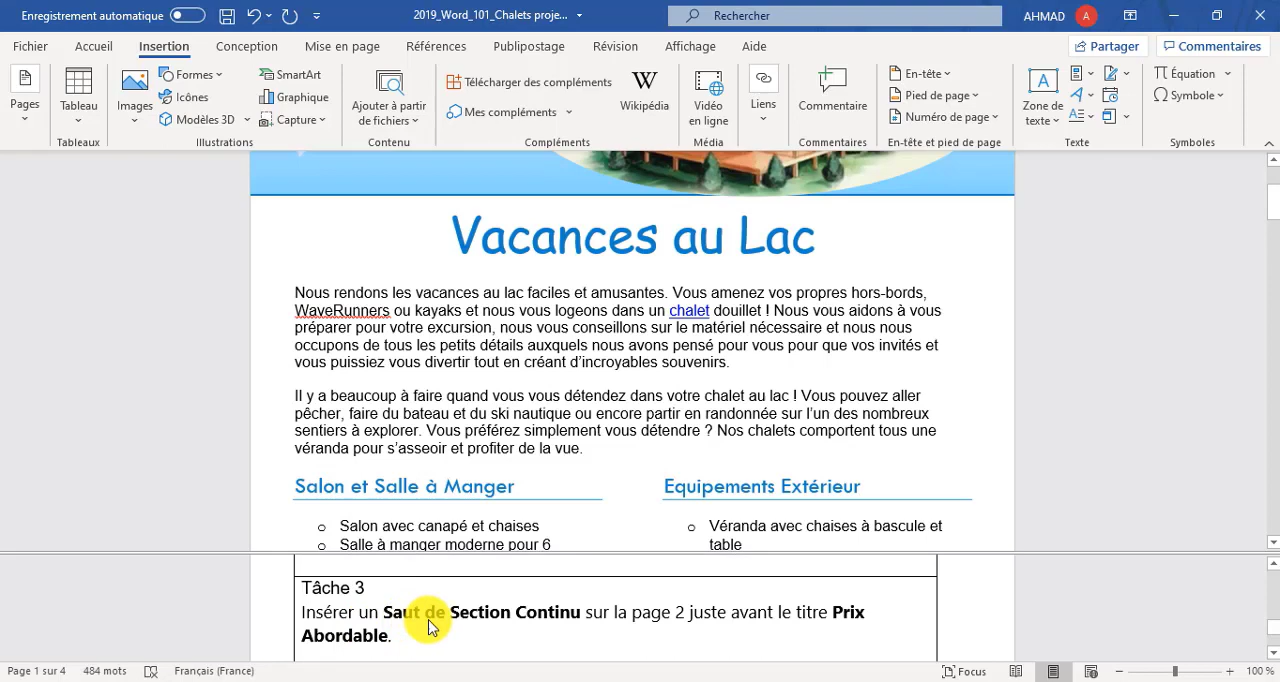 Enregistrement automatique
2019_Word_101_Chalets proje...
Rechercher
AHMAD
A
Fichier
Accueil
Insertion
Conception
Mise en page
Références
Publipostage
Révision
Affichage
Aide
Partager
Commentaires
Pages
Tableau
Tableaux
Images
Formes
Icônes
Modèles 3D
SmartArt
Graphique
Capture
Illustrations
Ajouter à partir
de fichiers
Contenu
Télécharger des compléments
Mes compléments
W
Wikipédia
Compléments
Vidéo
en ligne
Média
Liens
Commentaire
Commentaires
En-tête
Pied de page
Numéro de page
En-tête et pied de page
A
Zone de
texte
Texte
Équation
Symbole
Symboles
Vacances au Lac
Nous rendons les vacances au lac faciles et amusantes. Vous amenez vos propres hors-bords,
WaveRunners ou kayaks et nous vous logeons dans un chalet douillet ! Nous vous aidons à vous
préparer pour votre excursion, nous vous conseillons sur le matériel nécessaire et nous nous
occupons de tous les petits détails auxquels nous avons pensé pour vous pour que vos invités et
vous puissiez vous divertir tout en créant d’incroyables souvenirs.
Il y a beaucoup à faire quand vous vous détendez dans votre chalet au lac ! Vous pouvez aller
pêcher, faire du bateau et du ski nautique ou encore partir en randonnée sur l’un des nombreux
sentiers à explorer. Vous préférez simplement vous détendre ? Nos chalets comportent tous une
véranda pour s’asseoir et profiter de la vue.
Salon et Salle à Manger
o Salon avec canapé et chaises
o Salle à manger moderne pour 6
Equipements Extérieur
o Véranda avec chaises à bascule et
table
Tâche 3
Insérer un Saut de Section Continu sur la page 2 juste avant le titre Prix
Abordable.
Page 1 sur 4
484 mots
Français (France)
Focus
100 %